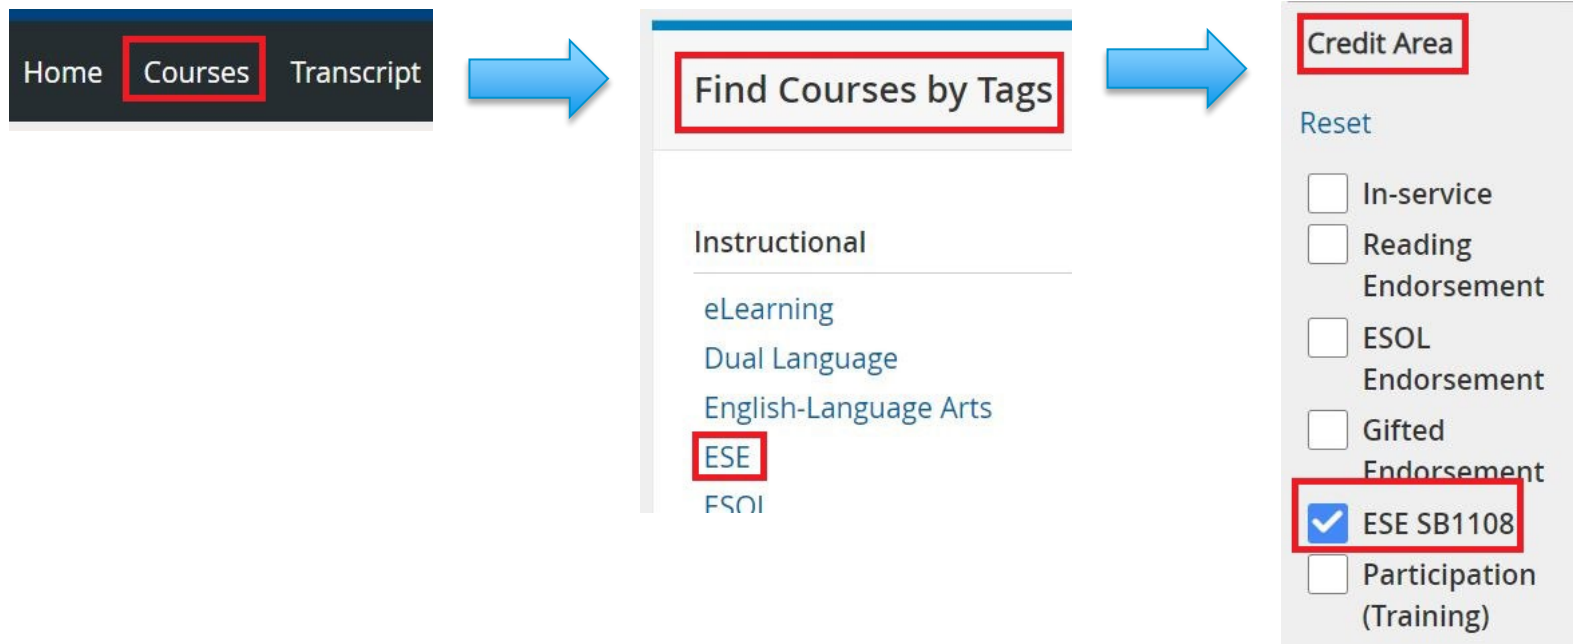 Home Courses Transcript
Find Courses by Tags
Instructional
eLearning
Dual Language
English-Language Arts
ESE
ESOL
Credit Area
Reset
In-service
Reading
Endorsement
ESOL
Endorsement
Gifted
Endorsement
ESE SB1108
Participation
(Training)